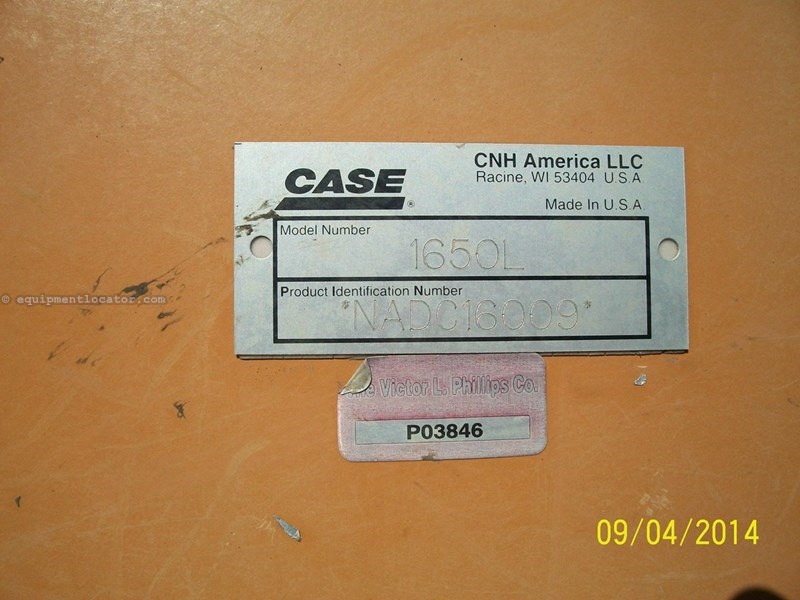 CASE®
CNH America LLC
Racine, WI 53404 U.S.A
Made In U.S.A
Model Number
1650L
Product Identification Number
*NADC16009*
© equipmentlocator.com
The Victor L. Phillips Co.
P03846
09/04/2014